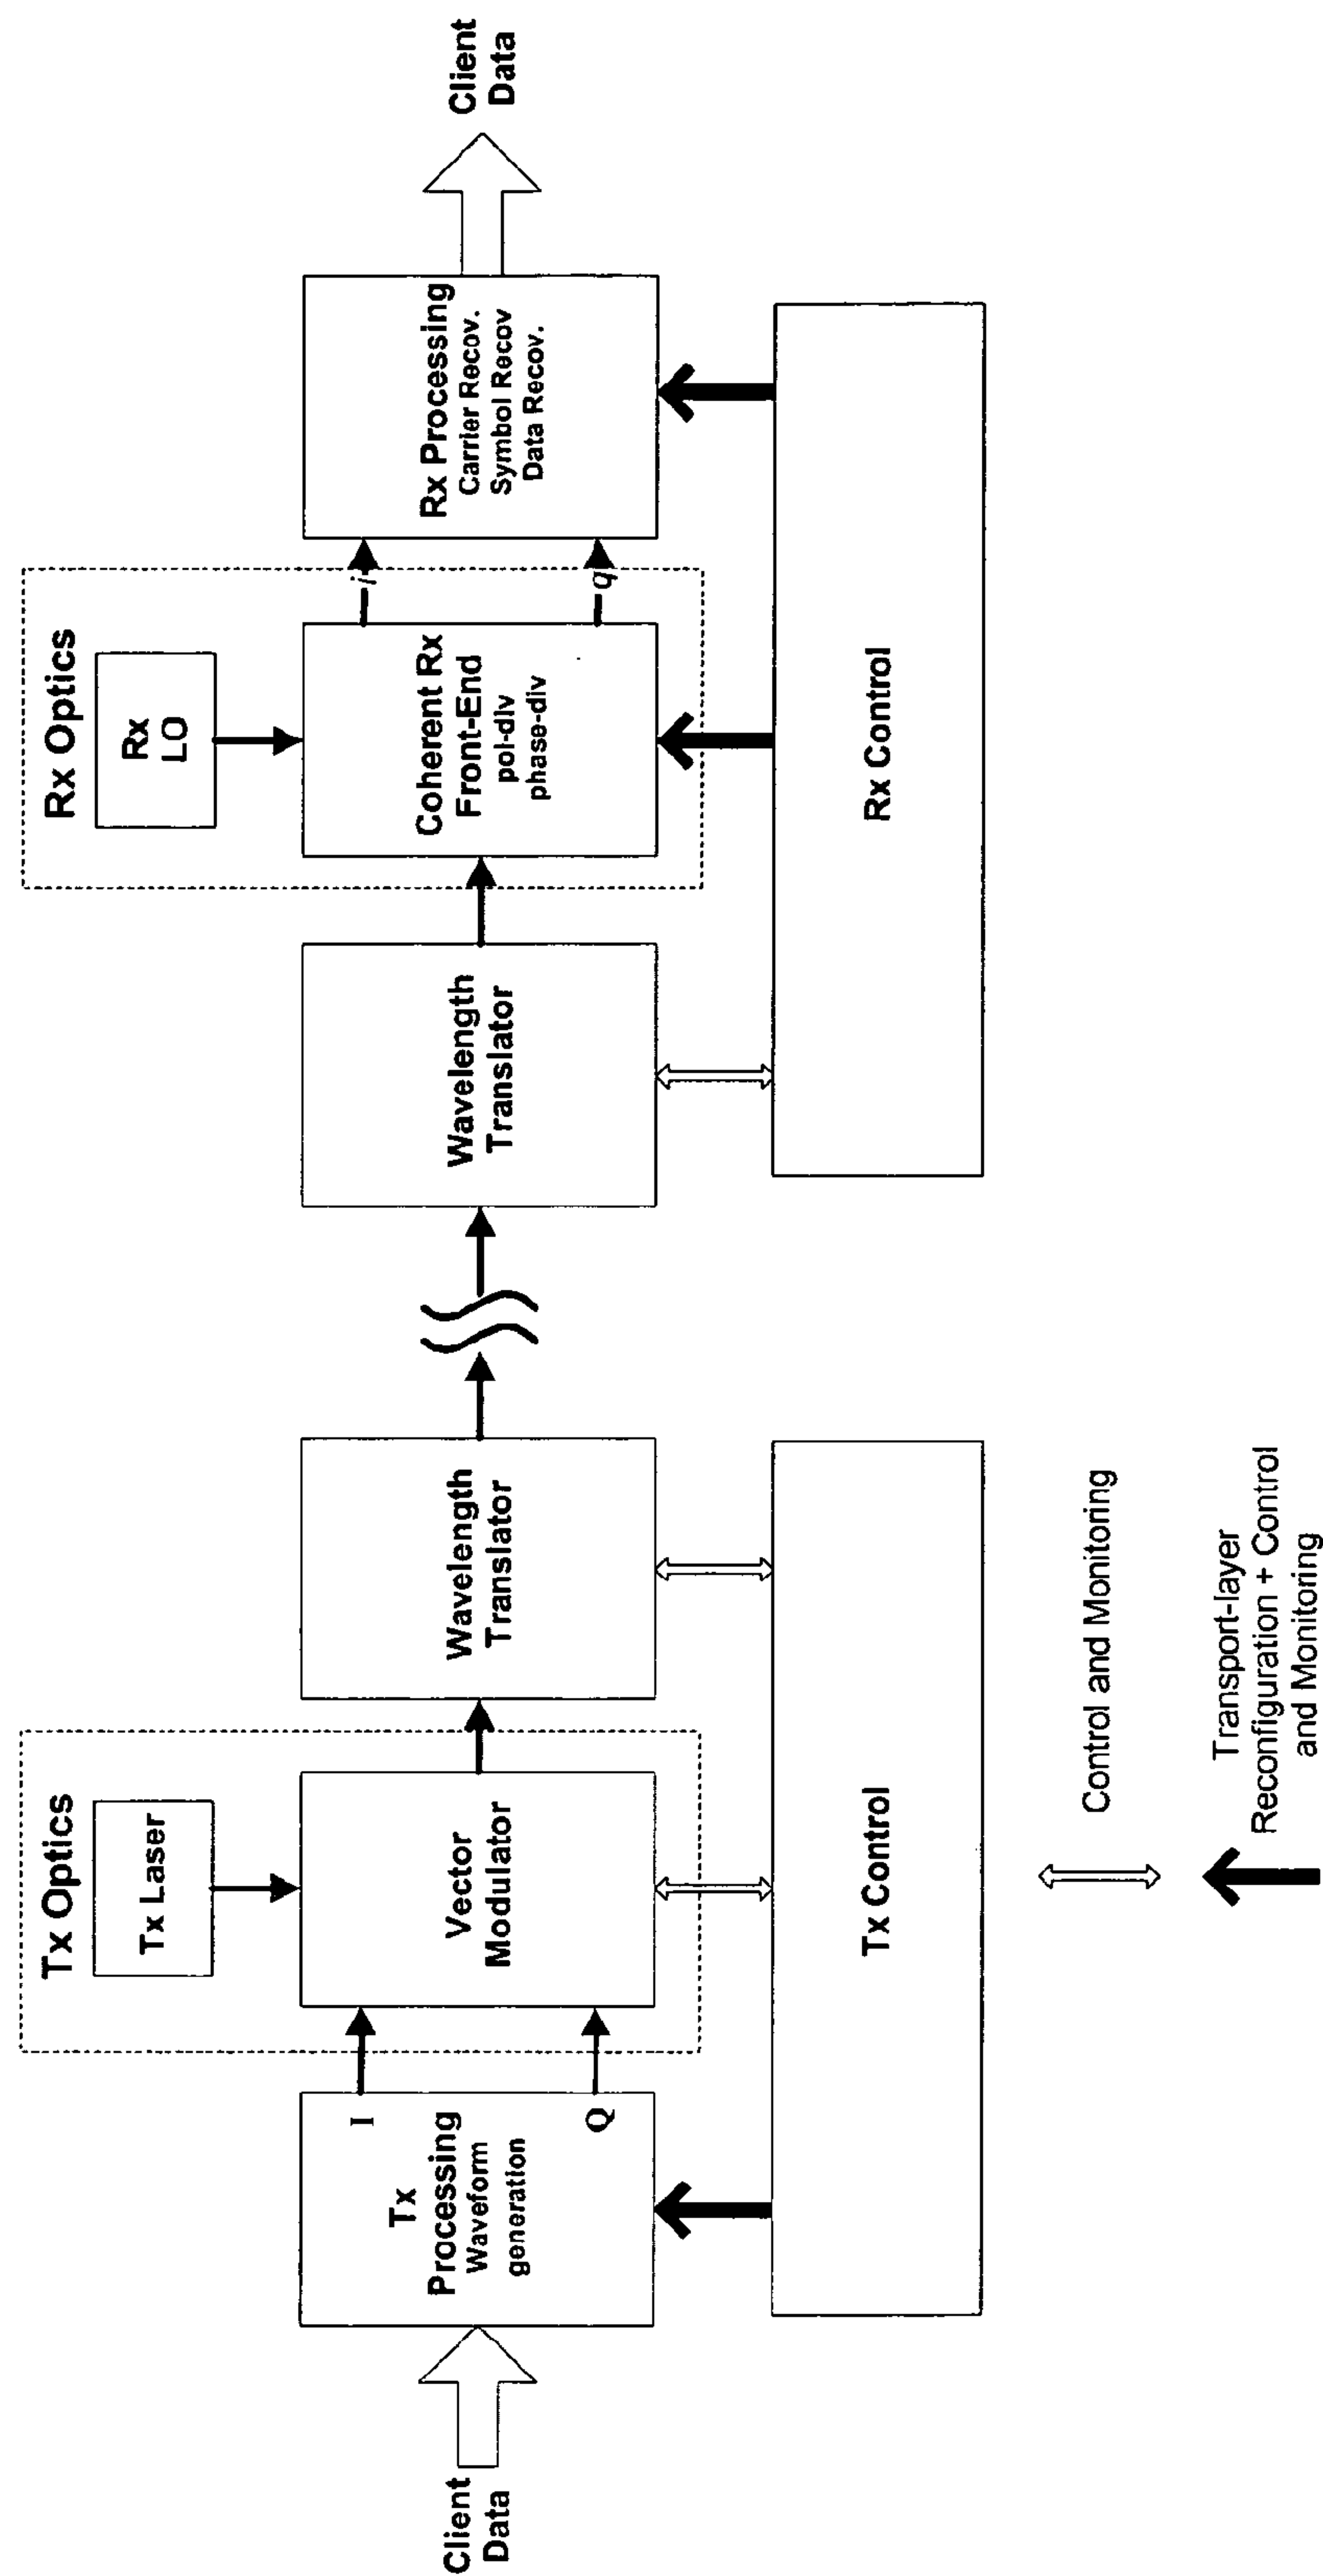 Client
Data
Tx
Processing
Waveform
generation
I
Q
Tx Optics
Tx Laser
Vector
Modulator
Wavelength
Translator
Tx Control
Wavelength
Translator
Rx Optics
Rx
LO
Coherent Rx
Front-End
pol-div
phase-div
i
q
Rx Processing
Carrier Recov.
Symbol Recov
Data Recov.
Client
Data
Rx Control
Control and Monitoring
Transport-layer
Reconfiguration + Control
and Monitoring